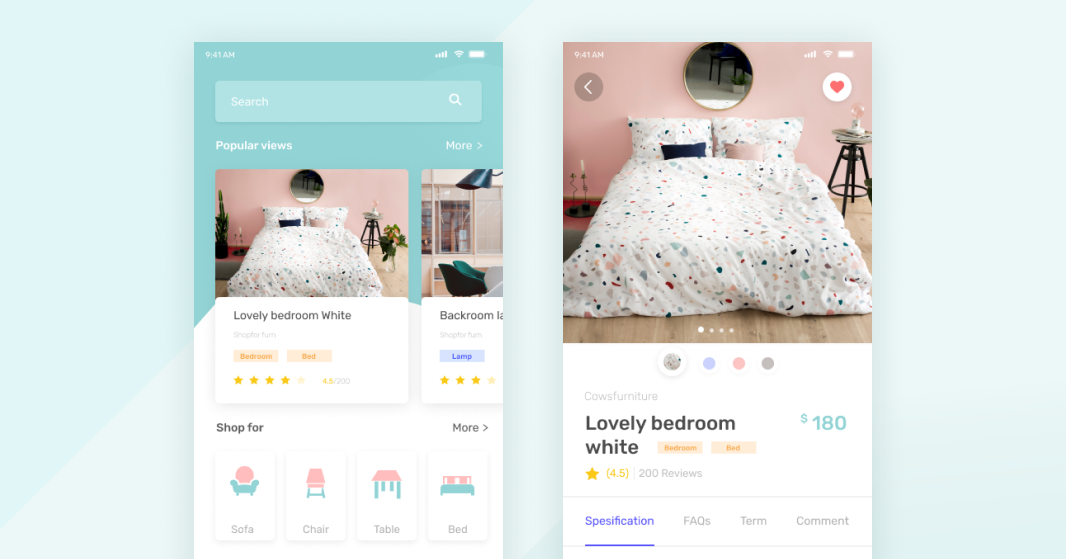 9:41 AM
Search
Popular views
More >
Lovely bedroom White
Shopfor furn
Bedroom Bed
4.5/200
Backroom la
Shopfor furn
Lamp
Shop for
More >
Sofa
Chair
Table
Bed
9:41 AM
Cowsfurniture
Lovely bedroom
white
Bedroom Bed
$ 180
(4.5) 200 Reviews
Spesification
FAQs
Term
Comment